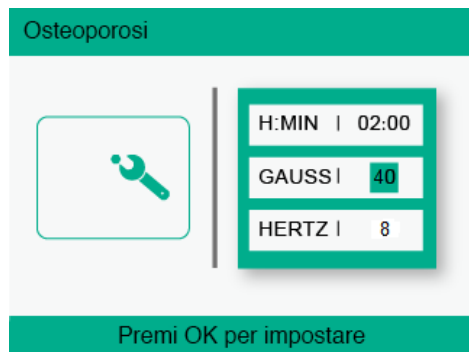 Osteoporosi
H:MIN | 02:00
GAUSS | 40
HERTZ | 8
Premi OK per impostare